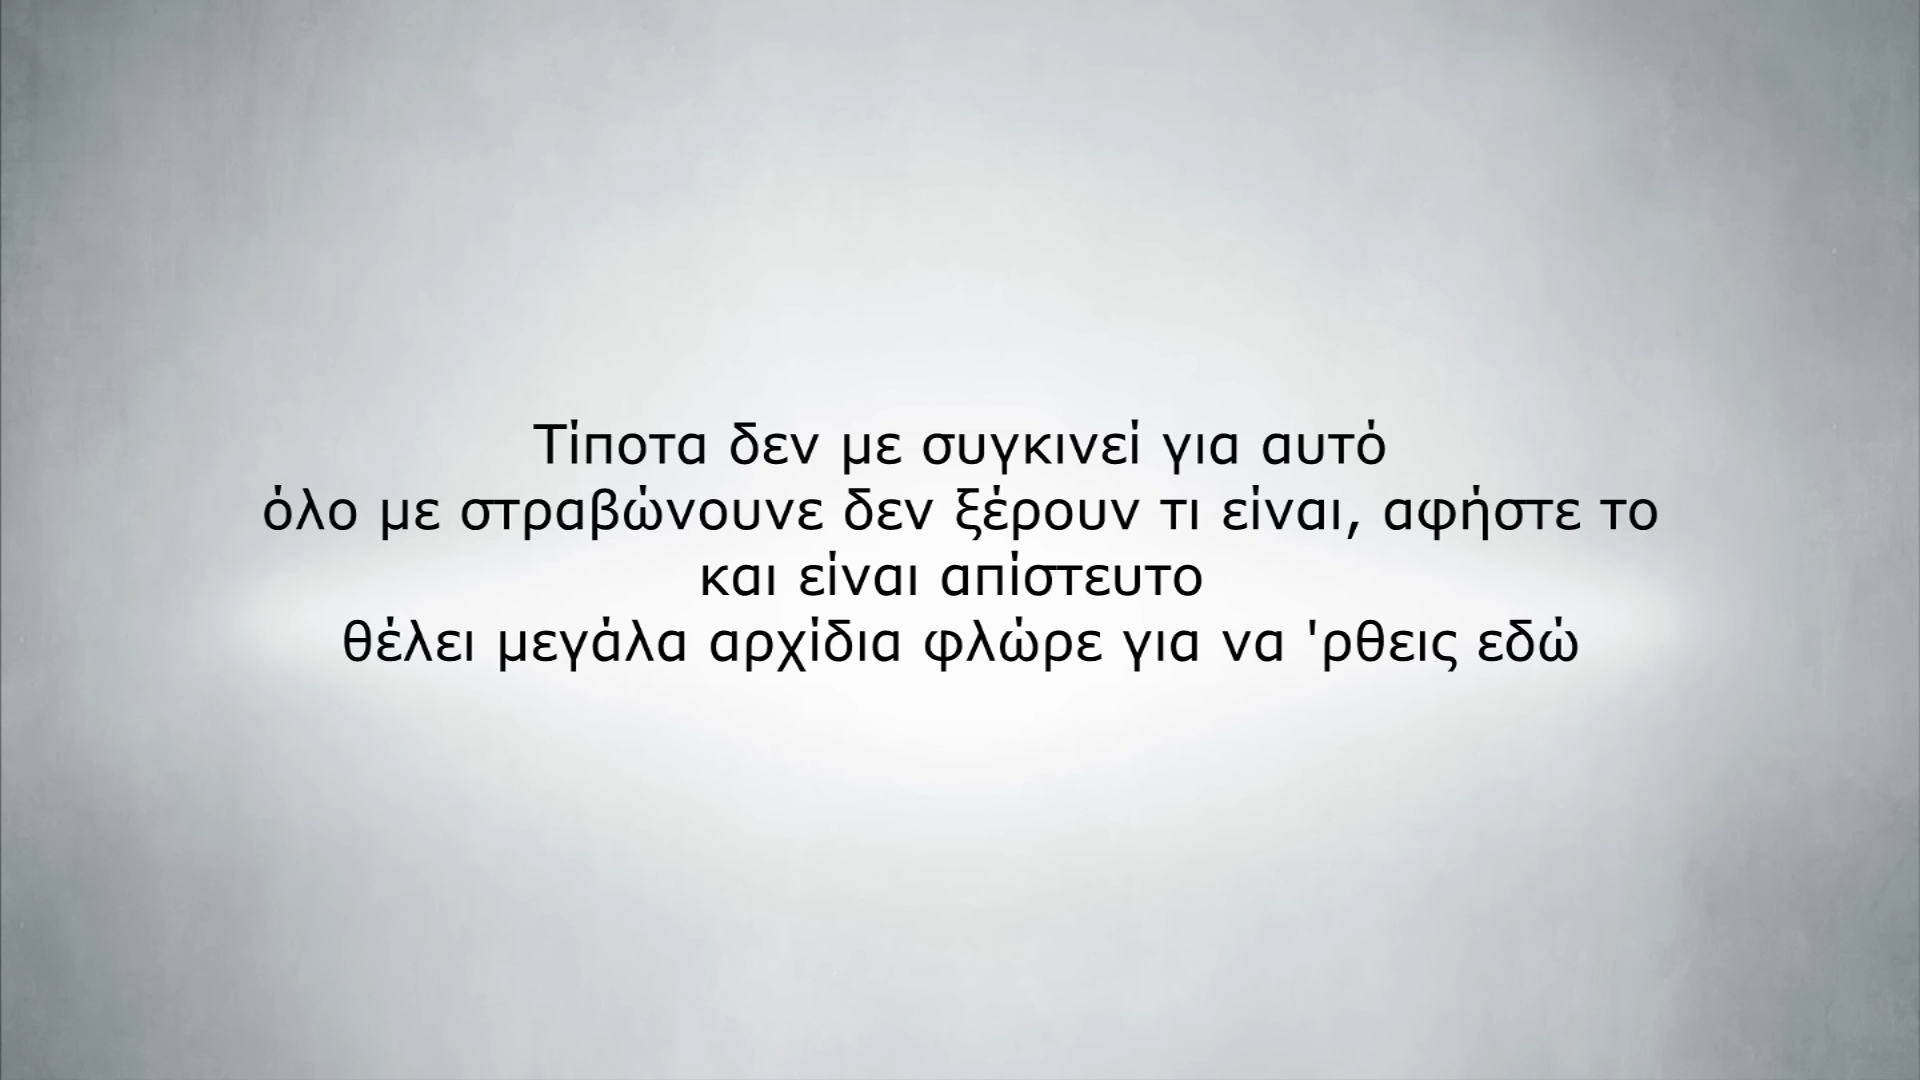 Τίποτα δεν με συγκινεί για αυτό
όλο με στραβώνουνε δεν ξέρουν τι είναι, αφήστε το
και είναι απίστευτο
θέλει μεγάλα αρχίδια φλώρε για να 'ρθεις εδώ